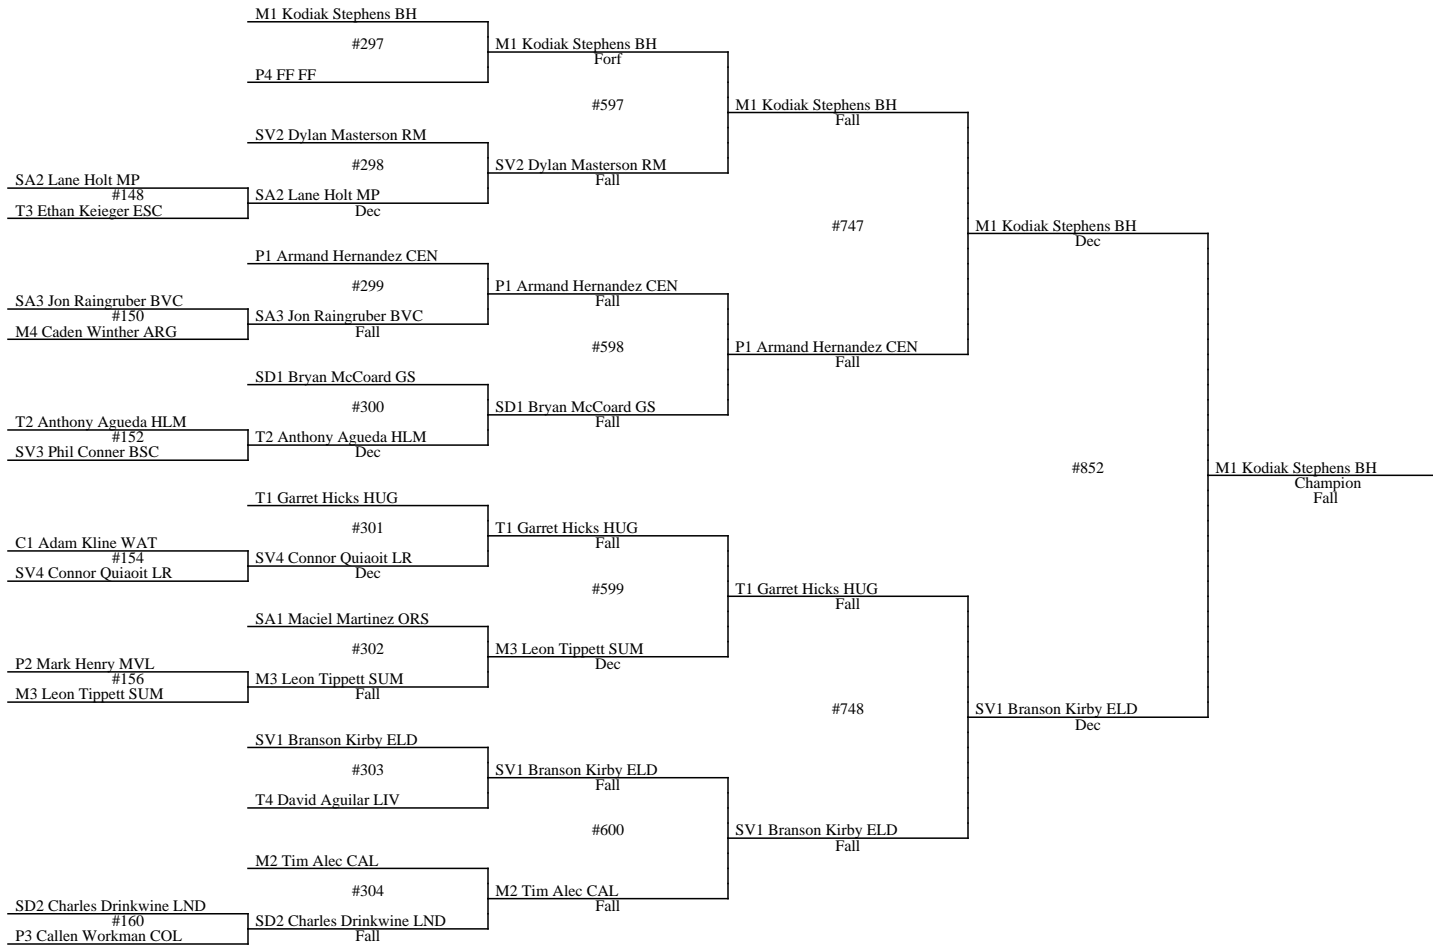 M1 Kodiak Stephens BH
#297
M1 Kodiak Stephens BH
Forf
P4 FF FF
#597
M1 Kodiak Stephens BH
Fall
SV2 Dylan Masterson RM
#298
SV2 Dylan Masterson RM
Fall
SA2 Lane Holt MP
#148
SA2 Lane Holt MP
Dec
T3 Ethan Keieger ESC
#747
M1 Kodiak Stephens BH
Dec
P1 Armand Hernandez CEN
#299
P1 Armand Hernandez CEN
Fall
SA3 Jon Raingruber BVC
#150
SA3 Jon Raingruber BVC
Fall
M4 Caden Winther ARG
#598
P1 Armand Hernandez CEN
Fall
SD1 Bryan McCoard GS
#300
SD1 Bryan McCoard GS
Fall
T2 Anthony Agueda HLM
#152
T2 Anthony Agueda HLM
Dec
SV3 Phil Conner BSC
#852
M1 Kodiak Stephens BH
Champion
Fall
T1 Garret Hicks HUG
#301
T1 Garret Hicks HUG
Fall
C1 Adam Kline WAT
#154
SV4 Connor Quiaoit LR
Dec
SV4 Connor Quiaoit LR
#599
T1 Garret Hicks HUG
Fall
SA1 Maciel Martinez ORS
#302
M3 Leon Tippett SUM
Dec
P2 Mark Henry MVL
#156
M3 Leon Tippett SUM
Fall
M3 Leon Tippett SUM
#748
SV1 Branson Kirby ELD
Dec
SV1 Branson Kirby ELD
#303
SV1 Branson Kirby ELD
Fall
T4 David Aguilar LIV
#600
SV1 Branson Kirby ELD
Fall
M2 Tim Alec CAL
#304
M2 Tim Alec CAL
Fall
SD2 Charles Drinkwine LND
#160
SD2 Charles Drinkwine LND
Fall
P3 Callen Workman COL